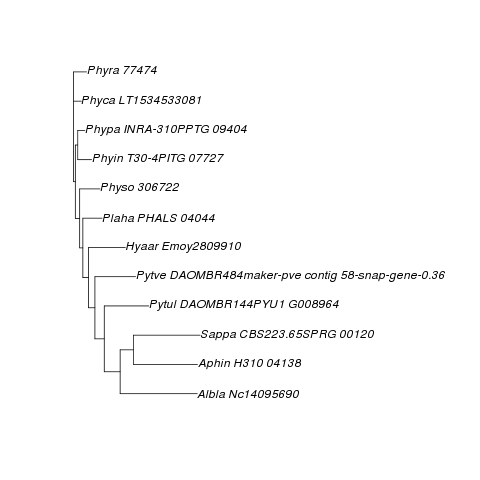 Phyra 77474
Phyca LT1534533081
Phypa INRA-310PPTG 09404
Phyin T30-4PITG 07727
Physo 306722
Plaha PHALS 04044
Hyaar Emoy2809910
Pytve DAOMBR484maker-pve contig 58-snap-gene-0.36
Pytul DAOMBR144PYU1 G008964
Sappa CBS223.65SPRG 00120
Aphin H310 04138
Albla Nc14095690